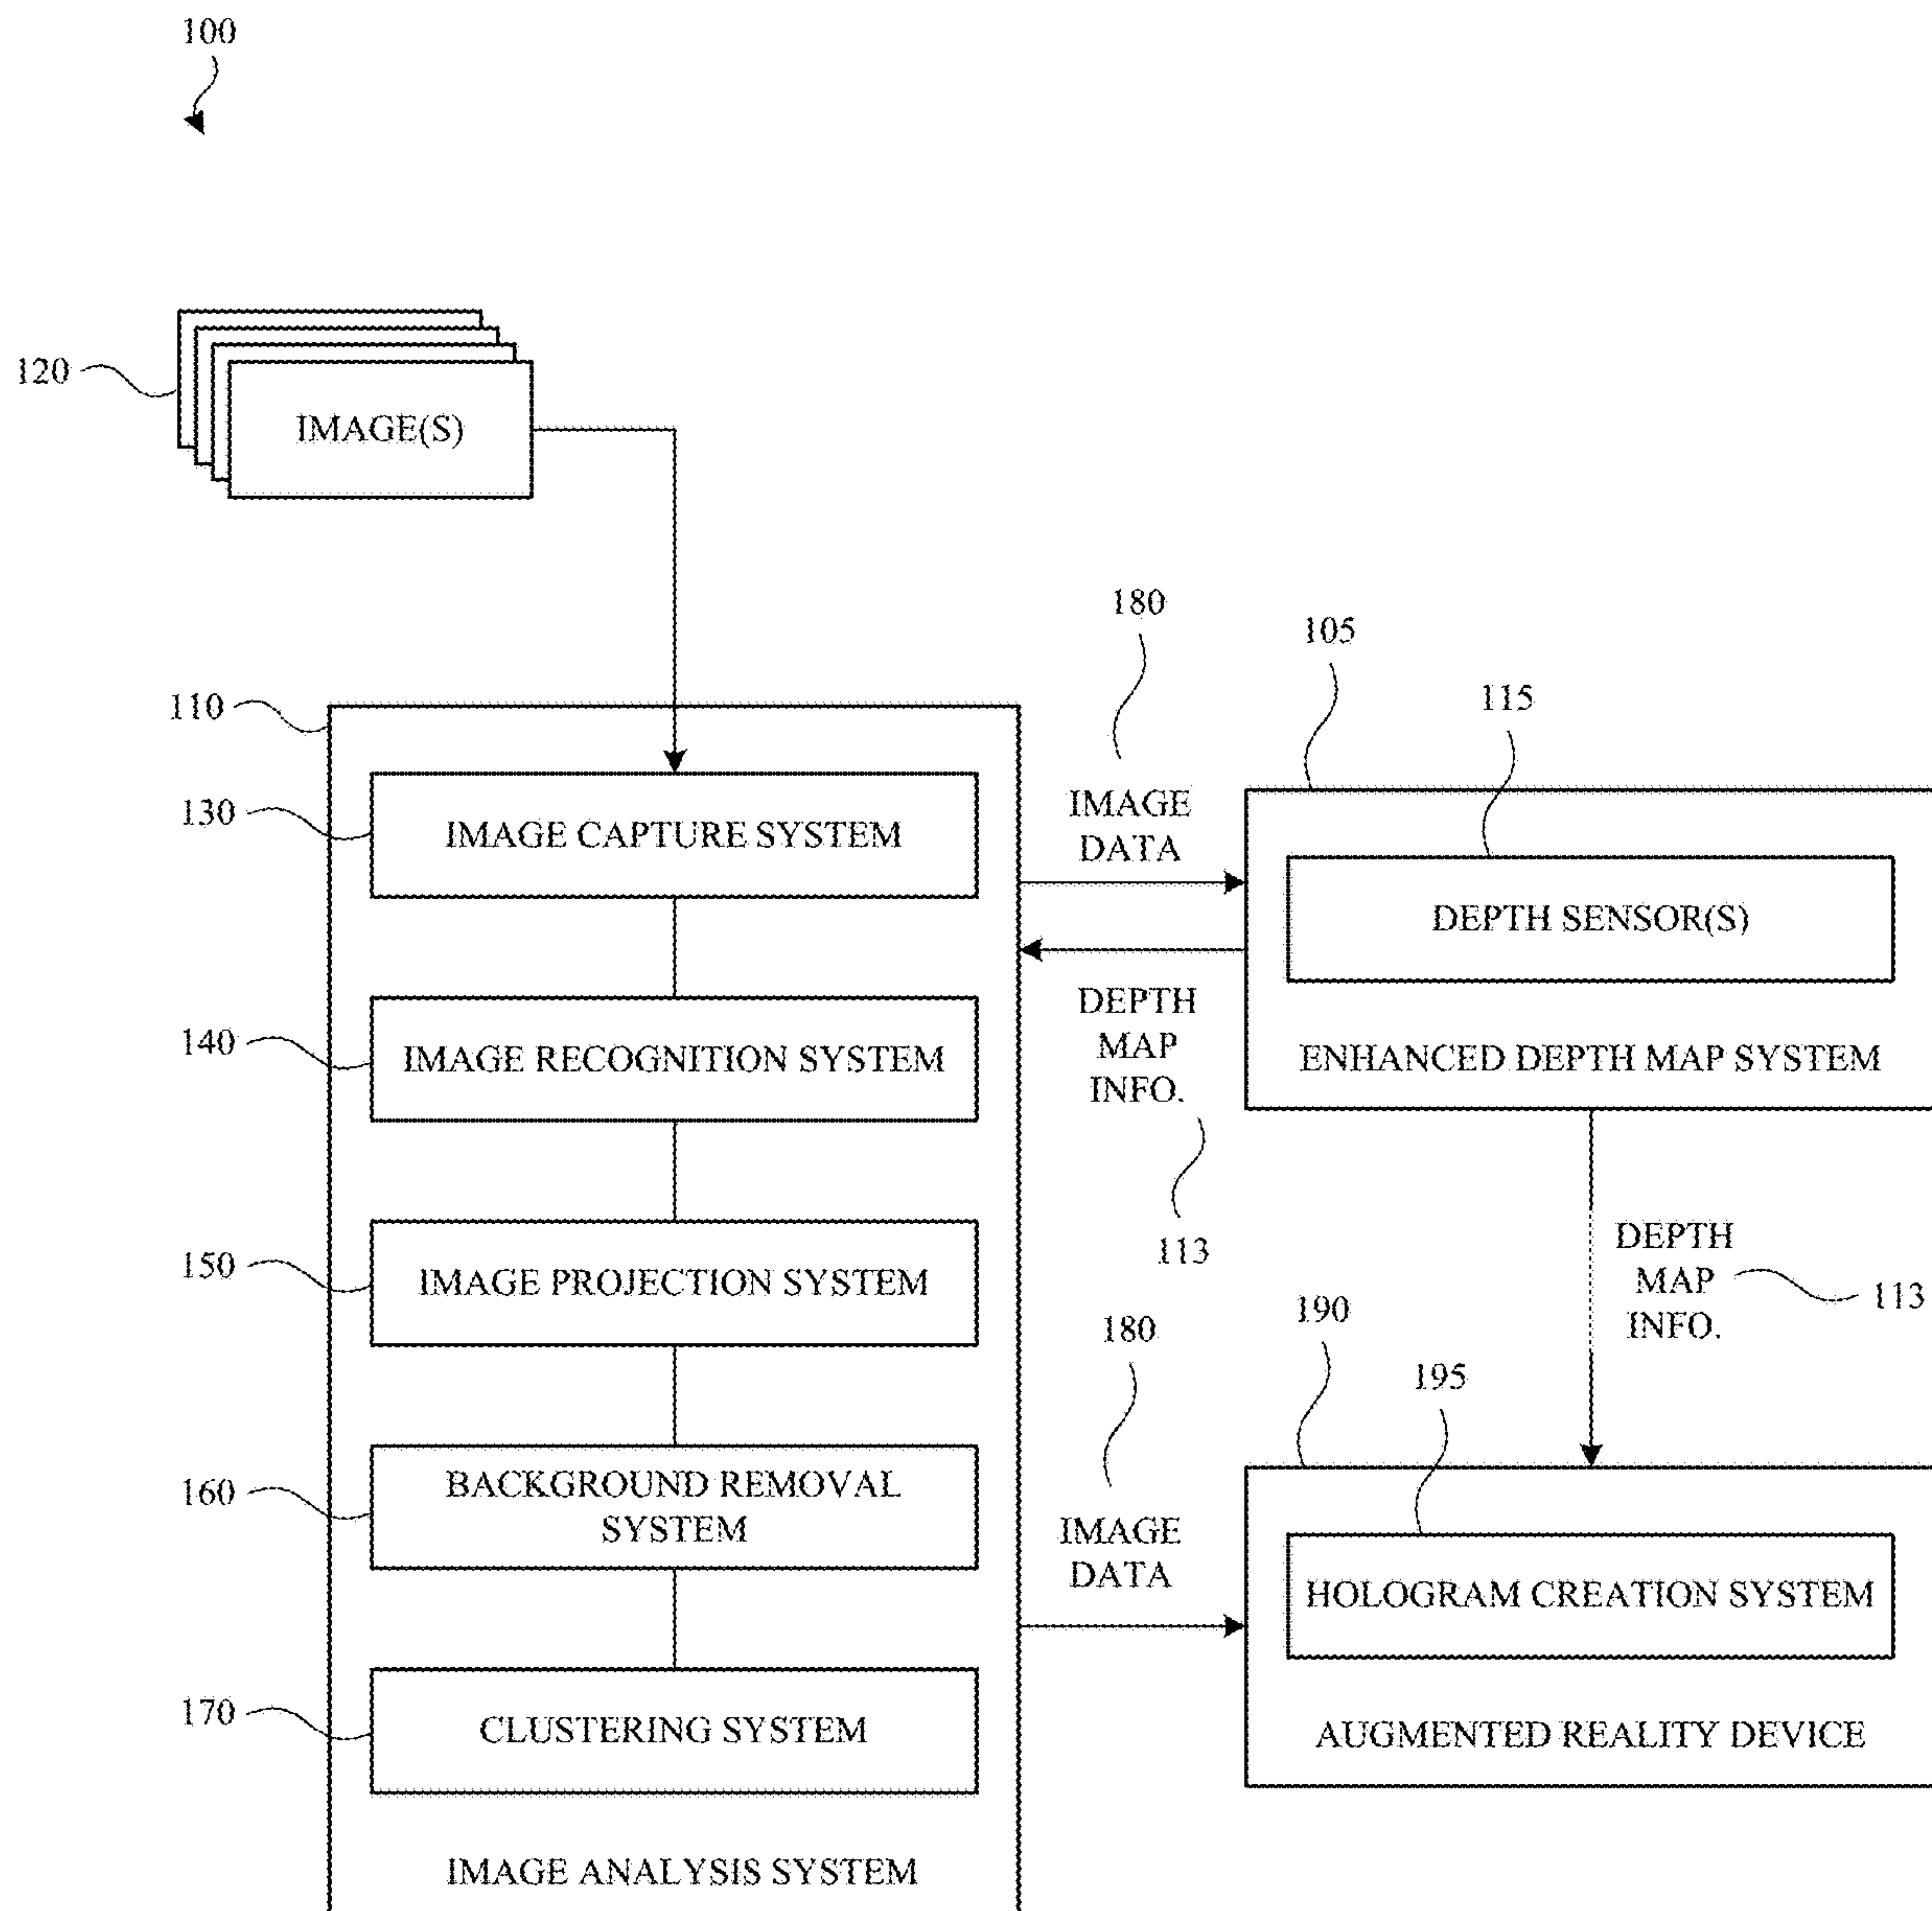 100
120
IMAGE(S)
180
105
115
110
130
IMAGE CAPTURE SYSTEM
IMAGE
DATA
DEPTH SENSOR(S)
140
IMAGE RECOGNITION SYSTEM
DEPTH
MAP
INFO.
113
ENHANCED DEPTH MAP SYSTEM
150
IMAGE PROJECTION SYSTEM
DEPTH
MAP
INFO.
113
180
190
195
160
BACKGROUND REMOVAL
SYSTEM
IMAGE
DATA
HOLOGRAM CREATION SYSTEM
170
CLUSTERING SYSTEM
AUGMENTED REALITY DEVICE
IMAGE ANALYSIS SYSTEM